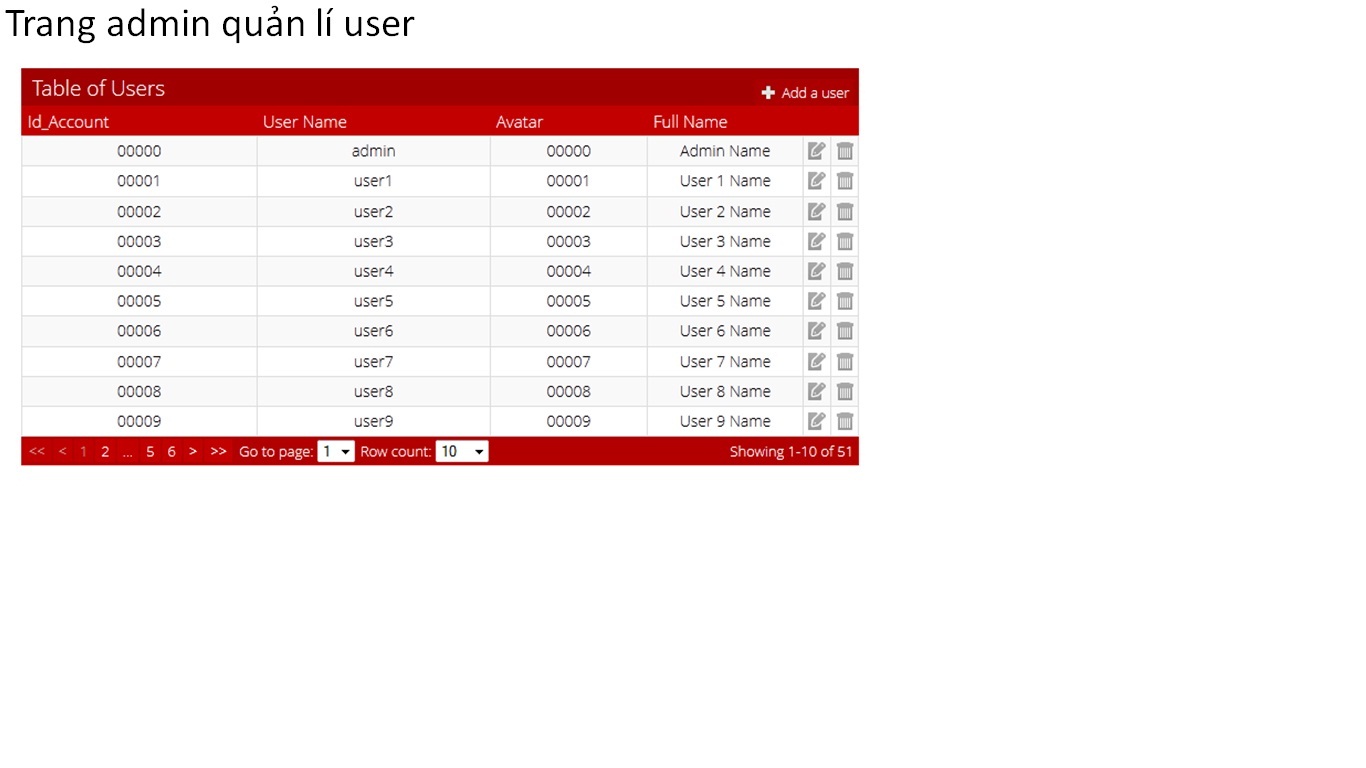 Trang admin quản lí user
Table of Users
Add a user
Id_Account User Name Avatar Full Name
00000 admin 00000 Admin Name
00001 user1 00001 User 1 Name
00002 user2 00002 User 2 Name
00003 user3 00003 User 3 Name
00004 user4 00004 User 4 Name
00005 user5 00005 User 5 Name
00006 user6 00006 User 6 Name
00007 user7 00007 User 7 Name
00008 user8 00008 User 8 Name
00009 user9 00009 User 9 Name
<< < 1 2 ... 5 6 > >> Go to page: 1 Row count: 10 Showing 1-10 of 51